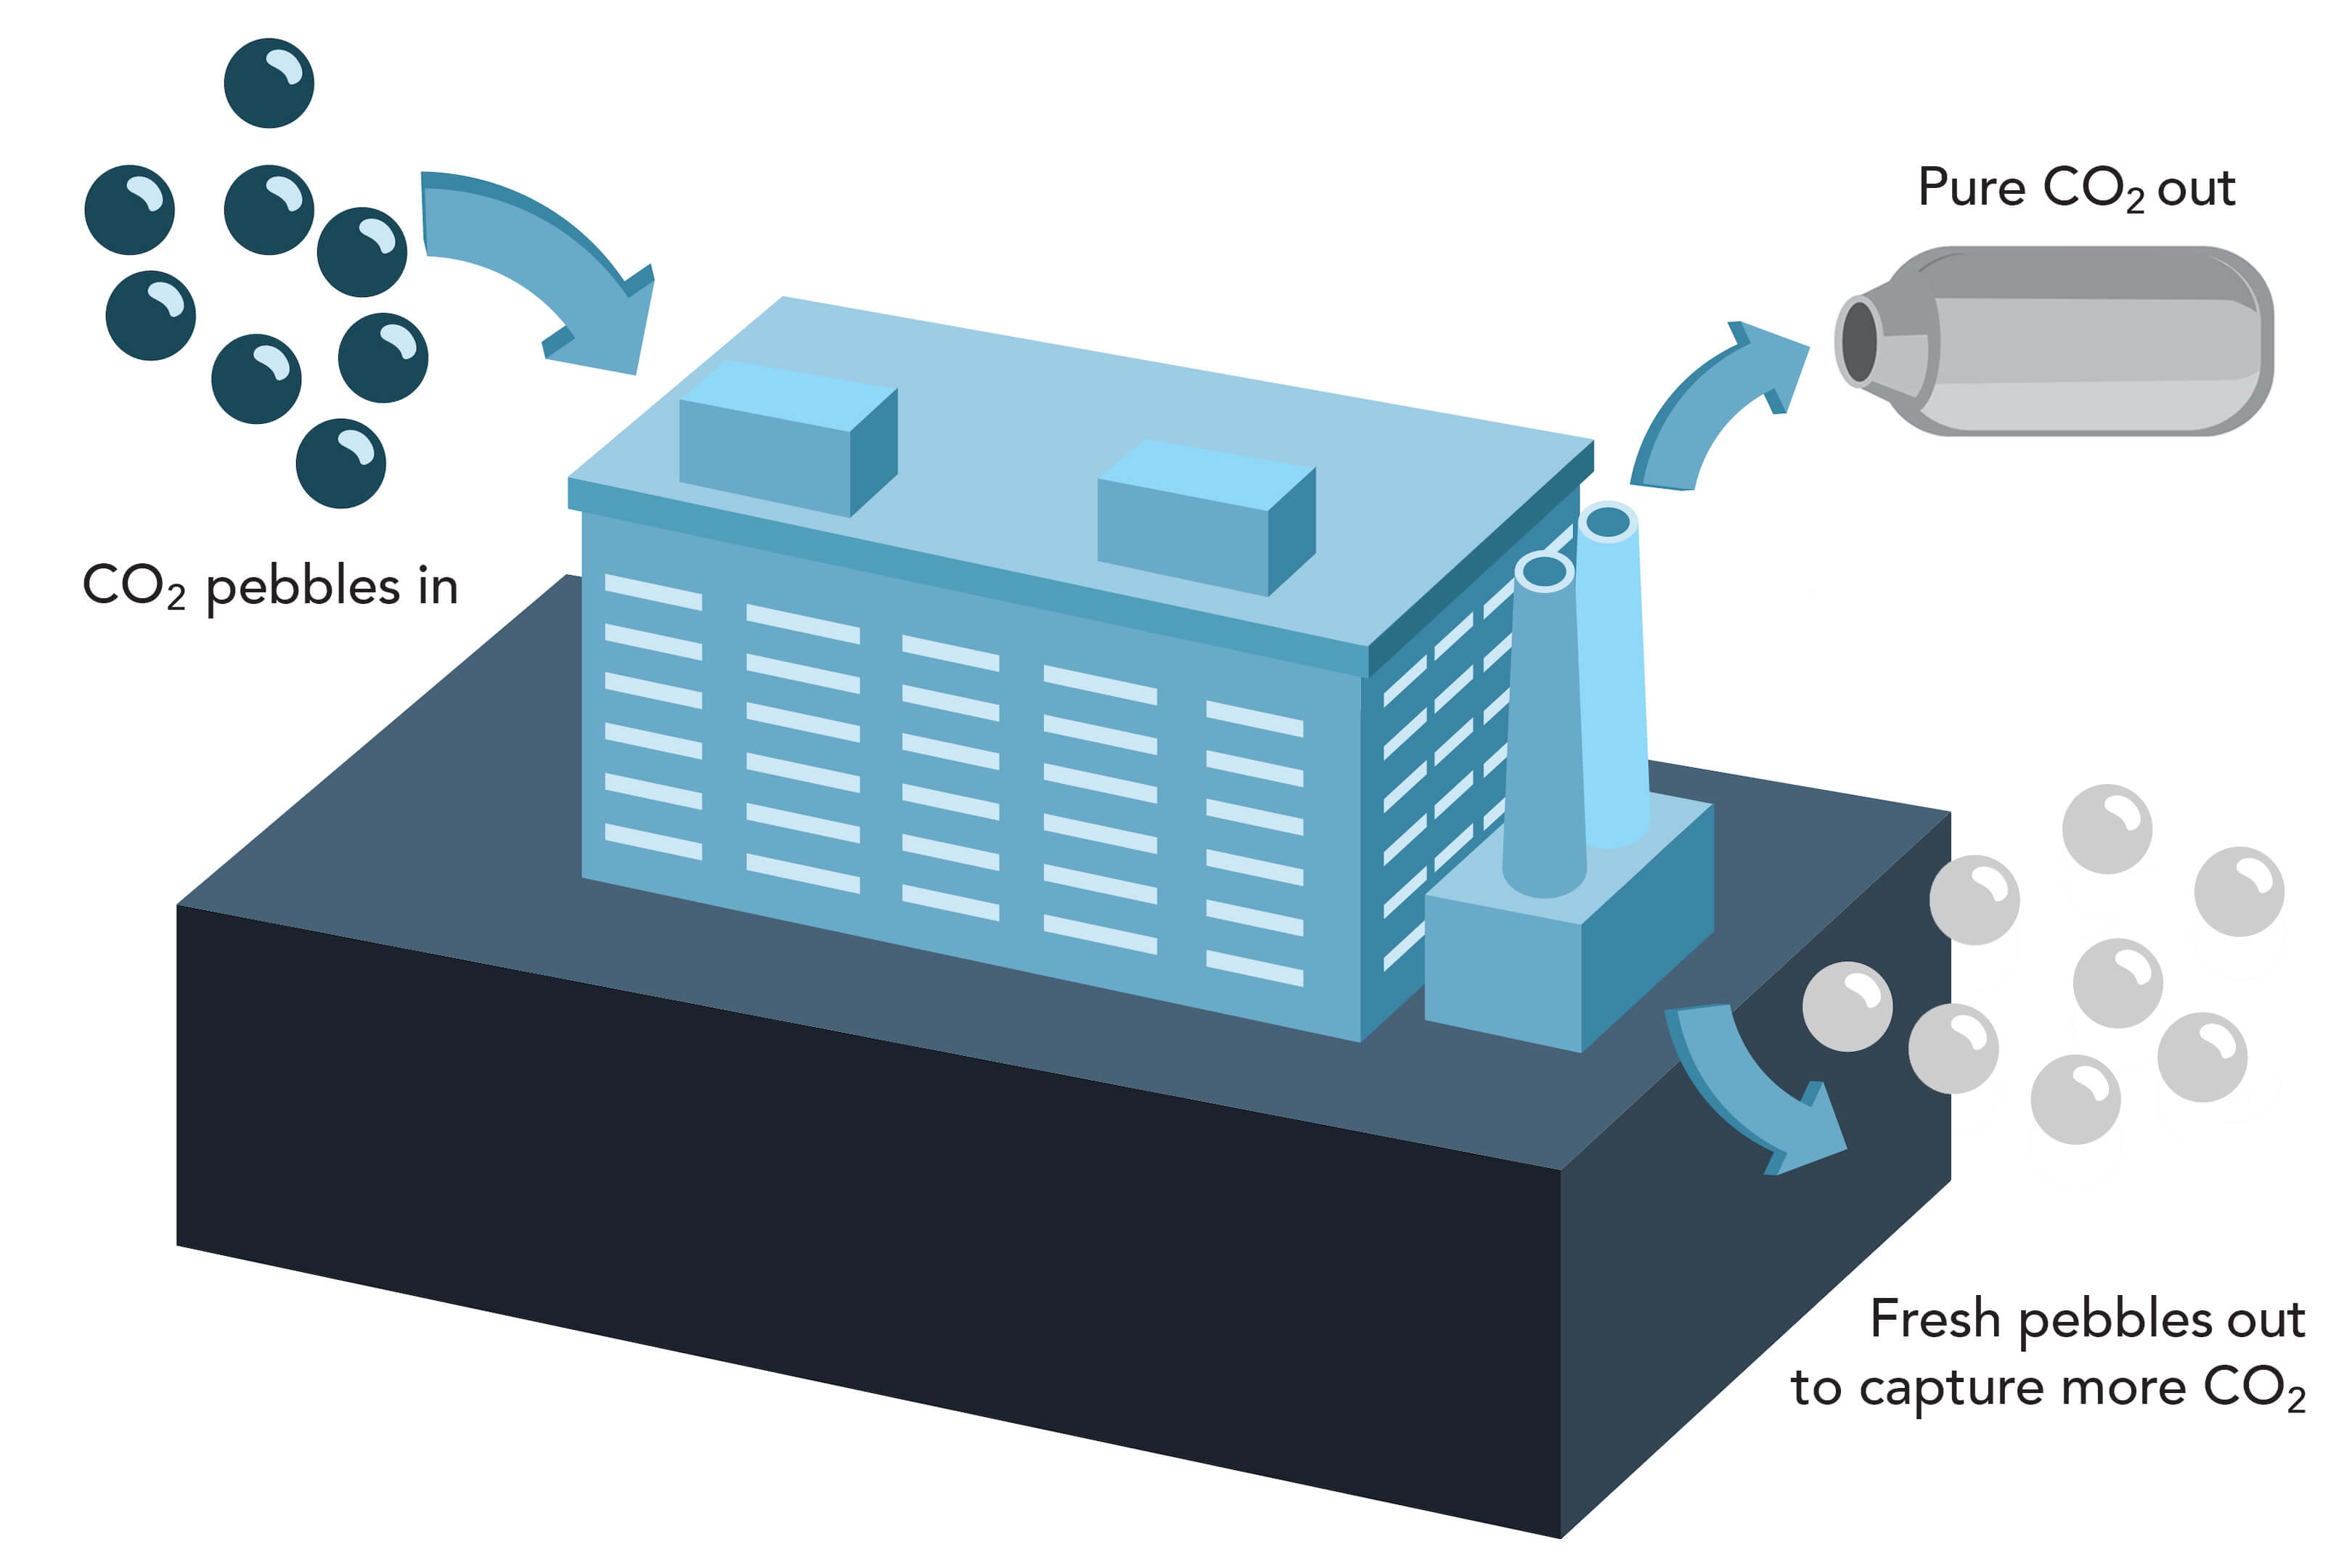 Pure CO₂ out
CO₂ pebbles in
Fresh pebbles out
to capture more CO₂